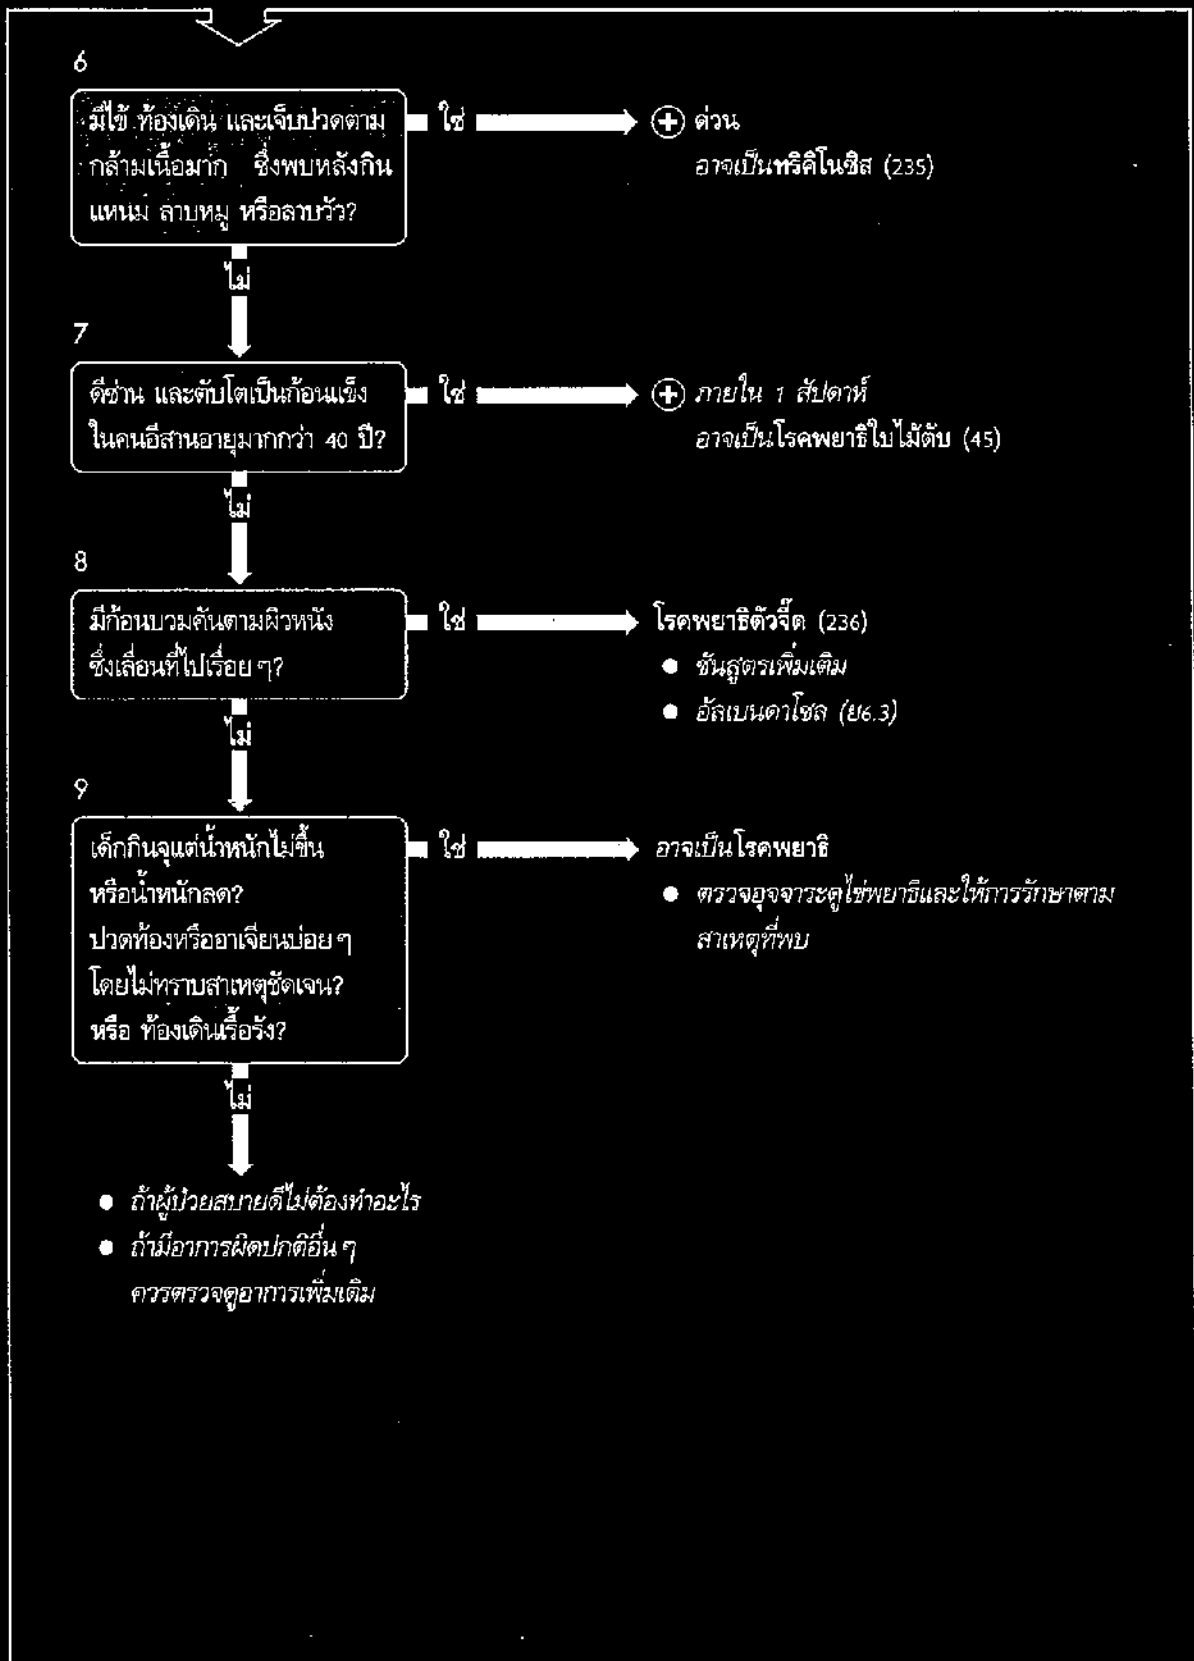 6
มีไข้ ท้องเดิน และเจ็บปวดตาม
กล้ามเนื้อมาก ซึ่งพบหลังกิน
แหนม ลาบหมู หรือลาบวัว?
ใช่
ด่วน
อาจเป็นทริคิโนซิส (235)
ไม่
7
ดีซ่าน และตับโตเป็นก้อนแข็ง
ในคนอีสานอายุมากกว่า 40 ปี?
ใช่
ภายใน 1 สัปดาห์
อาจเป็นโรคพยาธิใบไม้ตับ (45)
ไม่
8
มีก้อนบวมคันตามผิวหนัง
ซึ่งเลื่อนที่ไปเรื่อย ๆ?
ใช่
โรคพยาธิตัวจี๊ด (236)
● ชันสูตรเพิ่มเติม
● อัลเบนดาโซล (ย6.3)
ไม่
9
เด็กกินจุแต่น้ำหนักไม่ขึ้น
หรือน้ำหนักลด?
ปวดท้องหรืออาเจียนบ่อย ๆ
โดยไม่ทราบสาเหตุชัดเจน?
หรือ ท้องเดินเรื้อรัง?
ใช่
อาจเป็นโรคพยาธิ
● ตรวจอุจจาระดูไข่พยาธิและให้การรักษาตาม
สาเหตุที่พบ
ไม่
● ถ้าผู้ป่วยสบายดีไม่ต้องทำอะไร
● ถ้ามีอาการผิดปกติอื่น ๆ
ควรตรวจดูอาการเพิ่มเติม